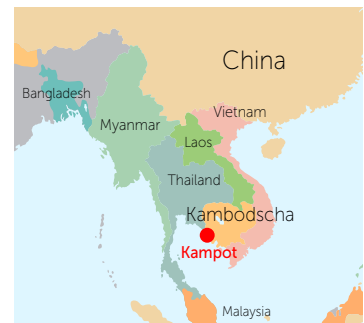 China
Bangladesh
Vietnam
Myanmar
Laos
Thailand
Kambodscha
Kampot
Malaysia